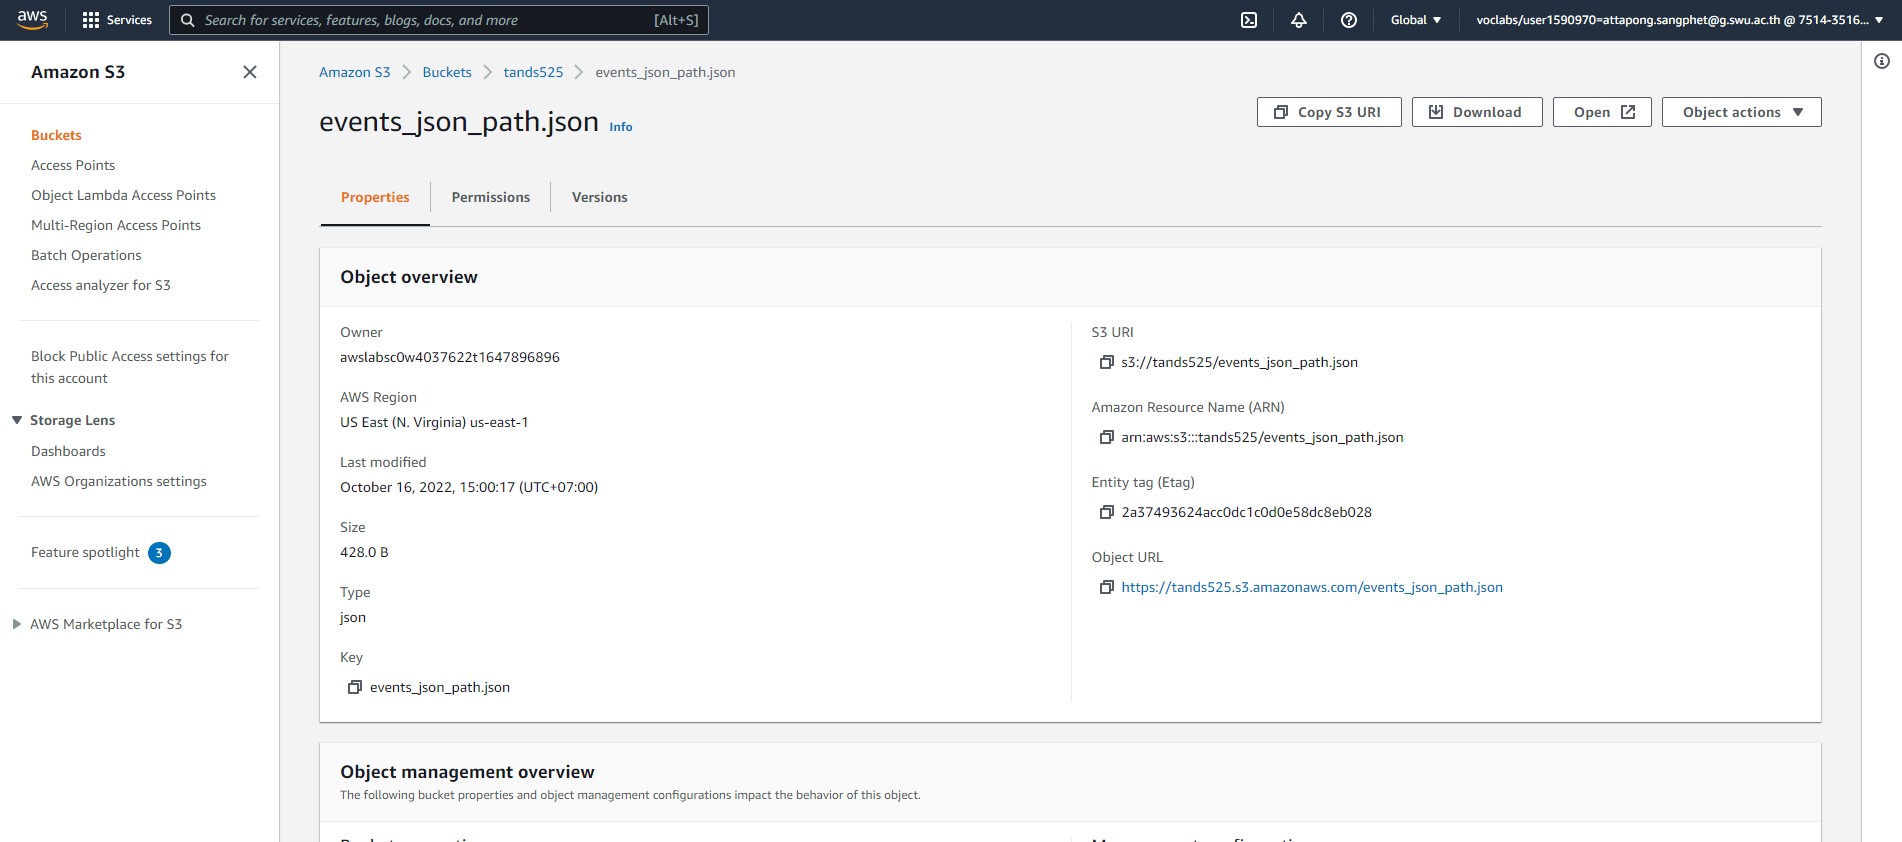 aws
Services
Search for services, features, blogs, docs, and more [Alt+S]
Global
voclabs/user1590970=attapong.sangphet@g.swu.ac.th @ 7514-3516...
Amazon S3
Buckets
Access Points
Object Lambda Access Points
Multi-Region Access Points
Batch Operations
Access analyzer for S3
Block Public Access settings for
this account
Storage Lens
Dashboards
AWS Organizations settings
Feature spotlight 3
AWS Marketplace for S3
Amazon S3 Buckets tands525 events_json_path.json
events_json_path.json Info
Copy S3 URI
Download
Open
Object actions
Properties
Permissions
Versions
Object overview
Owner
awslabsc0w4037622t1647896896
AWS Region
US East (N. Virginia) us-east-1
Last modified
October 16, 2022, 15:00:17 (UTC+07:00)
Size
428.0 B
Type
json
Key
events_json_path.json
S3 URI
s3://tands525/events_json_path.json
Amazon Resource Name (ARN)
arn:aws:s3:::tands525/events_json_path.json
Entity tag (Etag)
2a37493624acc0dc1c0d0e58dc8eb028
Object URL
https://tands525.s3.amazonaws.com/events_json_path.json
Object management overview
The following bucket properties and object management configurations impact the behavior of this object.